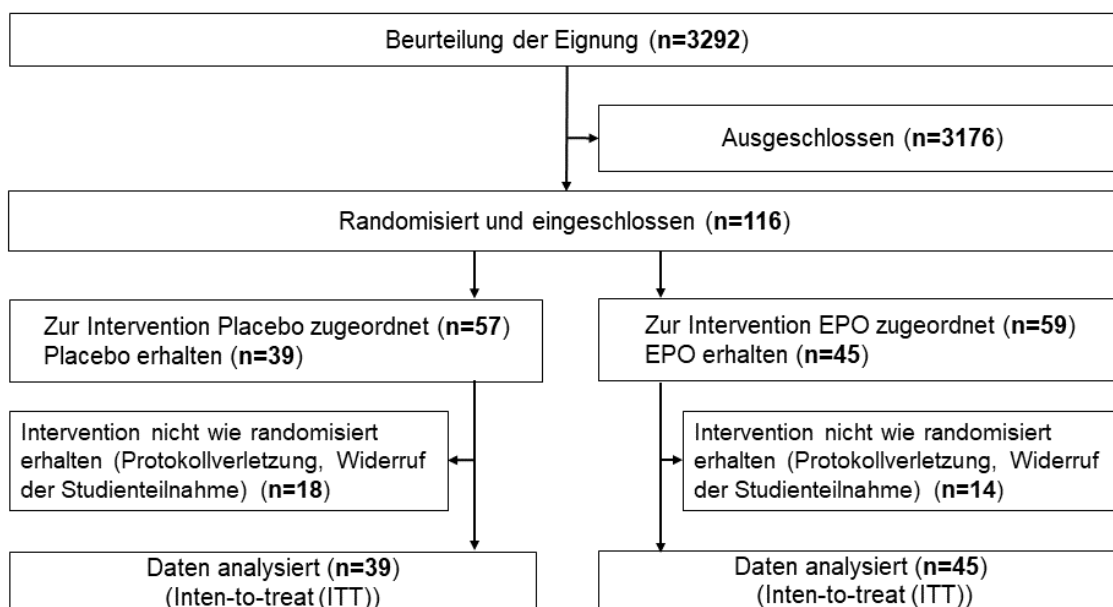 Beurteilung der Eignung (n=3292)
Ausgeschlossen (n=3176)
Randomisiert und eingeschlossen (n=116)
Zur Intervention Placebo zugeordnet (n=57)
Placebo erhalten (n=39)
Zur Intervention EPO zugeordnet (n=59)
EPO erhalten (n=45)
Intervention nicht wie randomisiert
erhalten (Protokollverletzung, Widerruf
der Studienteilnahme) (n=18)
Intervention nicht wie randomisiert
erhalten (Protokollverletzung, Widerruf
der Studienteilnahme) (n=14)
Daten analysiert (n=39)
(Inten-to-treat (ITT))
Daten analysiert (n=45)
(Inten-to-treat (ITT))